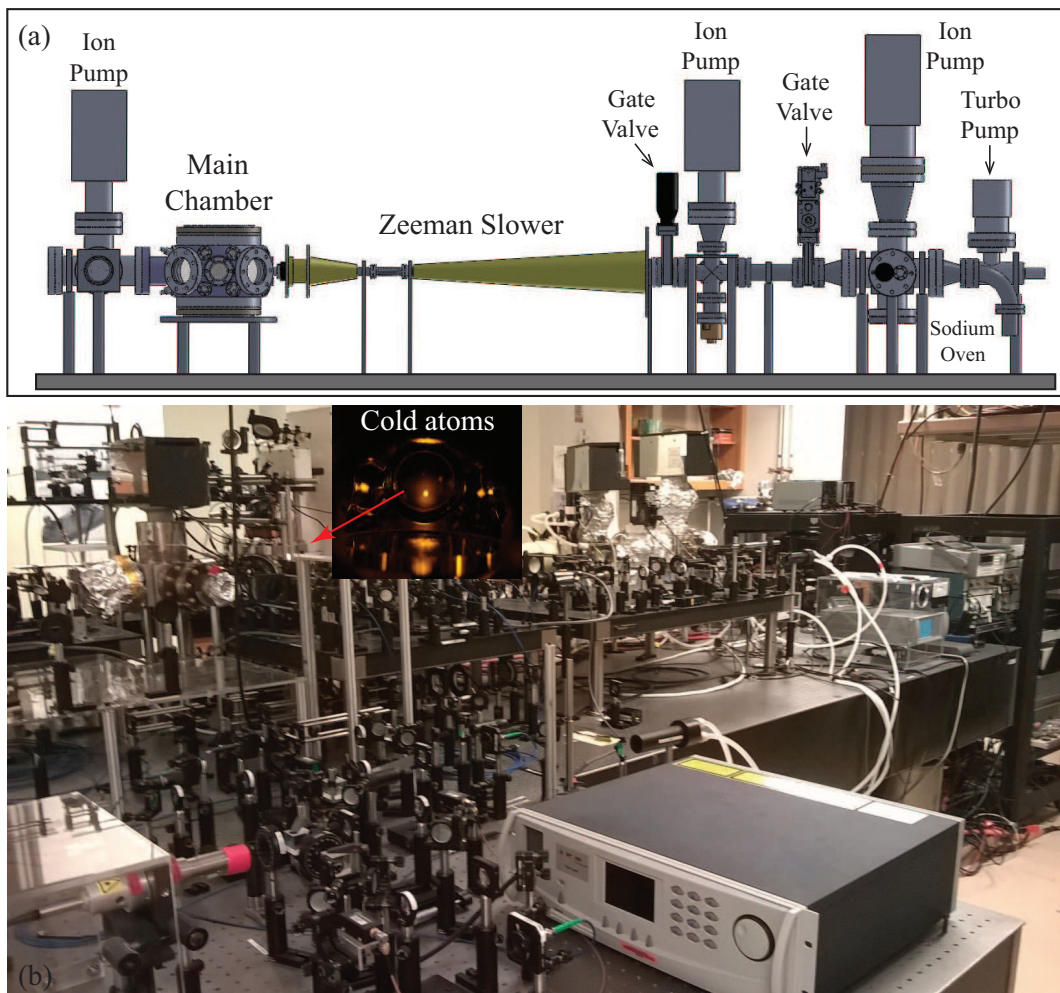 (a)
Ion
Pump
Main
Chamber
Zeeman Slower
Gate
Valve
Ion
Pump
Gate
Valve
Ion
Pump
Turbo
Pump
Sodium
Oven
Cold atoms
(b)